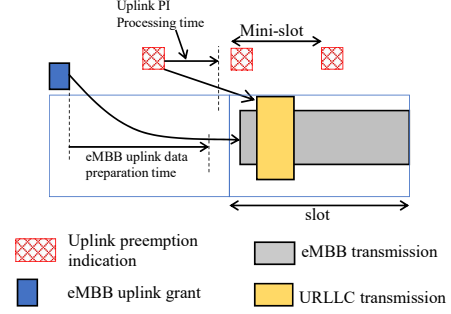 Uplink PI
Processing time
Mini-slot
eMBB uplink data
preparation time
slot
Uplink preemption
indication
eMBB transmission
eMBB uplink grant
URLLC transmission